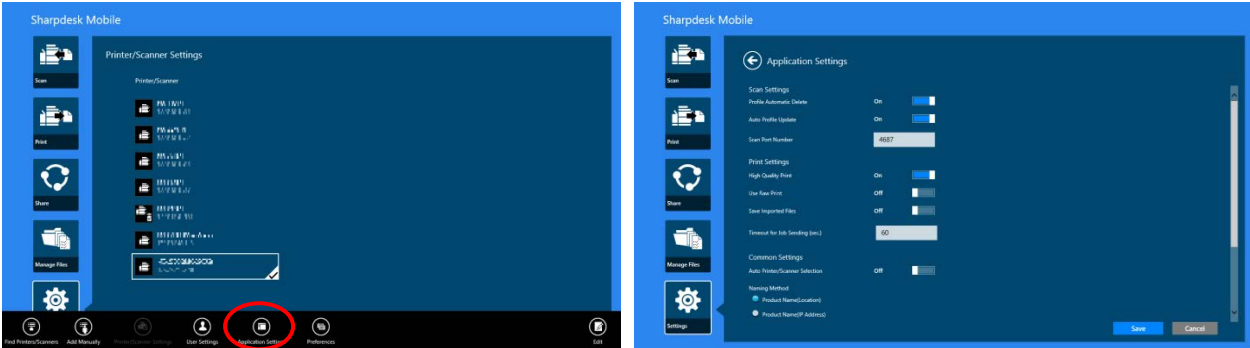 Sharpdesk Mobile
Scan
Print
Share
Manage Files
Printer/Scanner Settings
Printer/Scanner
Find Printers/Scanners
Add Manually
Printer/Scanner Settings
User Settings
Application Settings
Preferences
Edit
Sharpdesk Mobile
Scan
Print
Share
Manage Files
Settings
Application Settings
Scan Settings
Profile Automatic Delete On
Auto Profile Update On
Scan Port Number 4687
Print Settings
High Quality Print On
Use Raw Print Off
Save Imported Files Off
Timeout for Job Sending (sec.) 60
Common Settings
Auto Printer/Scanner Selection Off
Naming Method
Product Name(Location)
Product Name(IP Address)
Save Cancel